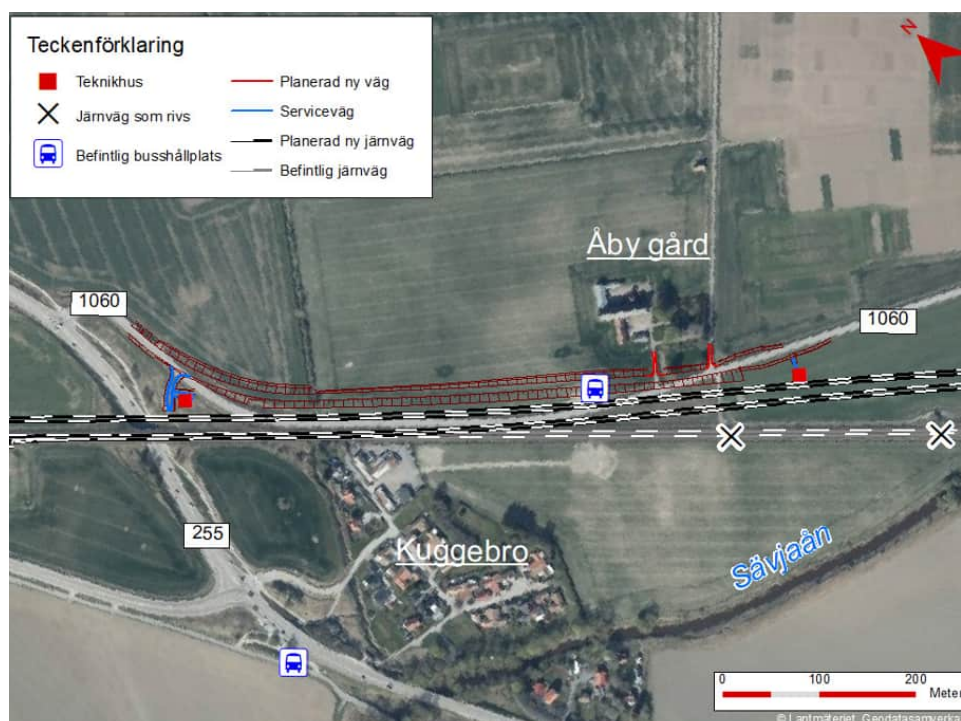 Teckenförklaring
Teknikhus
Järnväg som rivs
Befintlig busshållplats
Planerad ny väg
Serviceväg
Planerad ny järnväg
Befintlig järnväg
N
Åby gård
1060
1060
255
Kuggebro
Sävjaån
0 100 200
Meter
© Lantmäteriet, Geodatasamverka